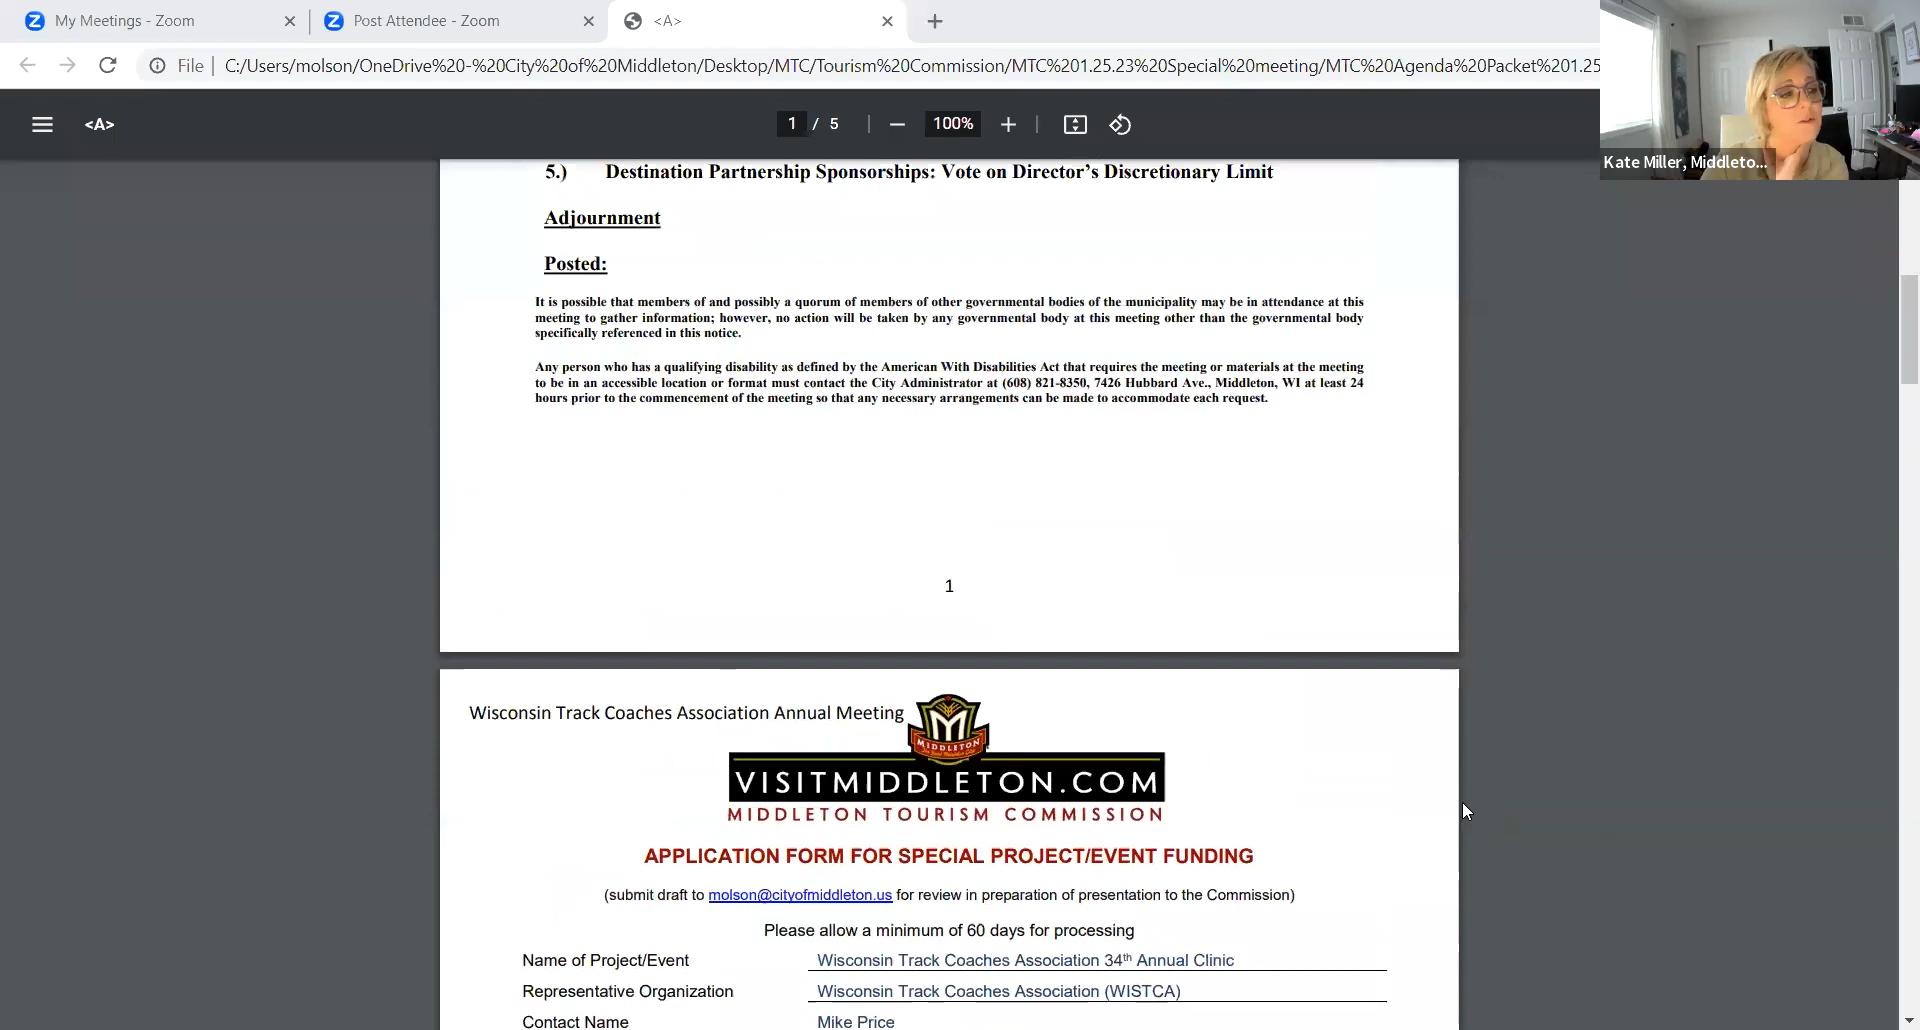 My Meetings - Zoom
Post Attendee - Zoom
<A>
File
C:/Users/molson/OneDrive%20-%20City%20of%20Middleton/Desktop/MTC/Tourism%20Commission/MTC%201.25.23%20Special%20meeting/MTC%20Agenda%20Packet%201.25
<A>
1 / 5
100%
Kate Miller, Middleto...
5.) Destination Partnership Sponsorships: Vote on Director's Discretionary Limit
Adjournment
Posted:
It is possible that members of and possibly a quorum of members of other governmental bodies of the municipality may be in attendance at this
meeting to gather information; however, no action will be taken by any governmental body at this meeting other than the governmental body
specifically referenced in this notice.
Any person who has a qualifying disability as defined by the American With Disabilities Act that requires the meeting or materials at the meeting
to be in an accessible location or format must contact the City Administrator at (608) 821-8350, 7426 Hubbard Ave., Middleton, WI at least 24
hours prior to the commencement of the meeting so that any necessary arrangements can be made to accommodate each request.
1
Wisconsin Track Coaches Association Annual Meeting
MIDDLETON
VISITMIDDLETON.COM
MIDDLETON TOURISM COMMISSION
APPLICATION FORM FOR SPECIAL PROJECT/EVENT FUNDING
(submit draft to molson@cityofmiddleton.us for review in preparation of presentation to the Commission)
Please allow a minimum of 60 days for processing
Name of Project/Event Wisconsin Track Coaches Association 34th Annual Clinic
Representative Organization Wisconsin Track Coaches Association (WISTCA)
Contact Name Mike Price